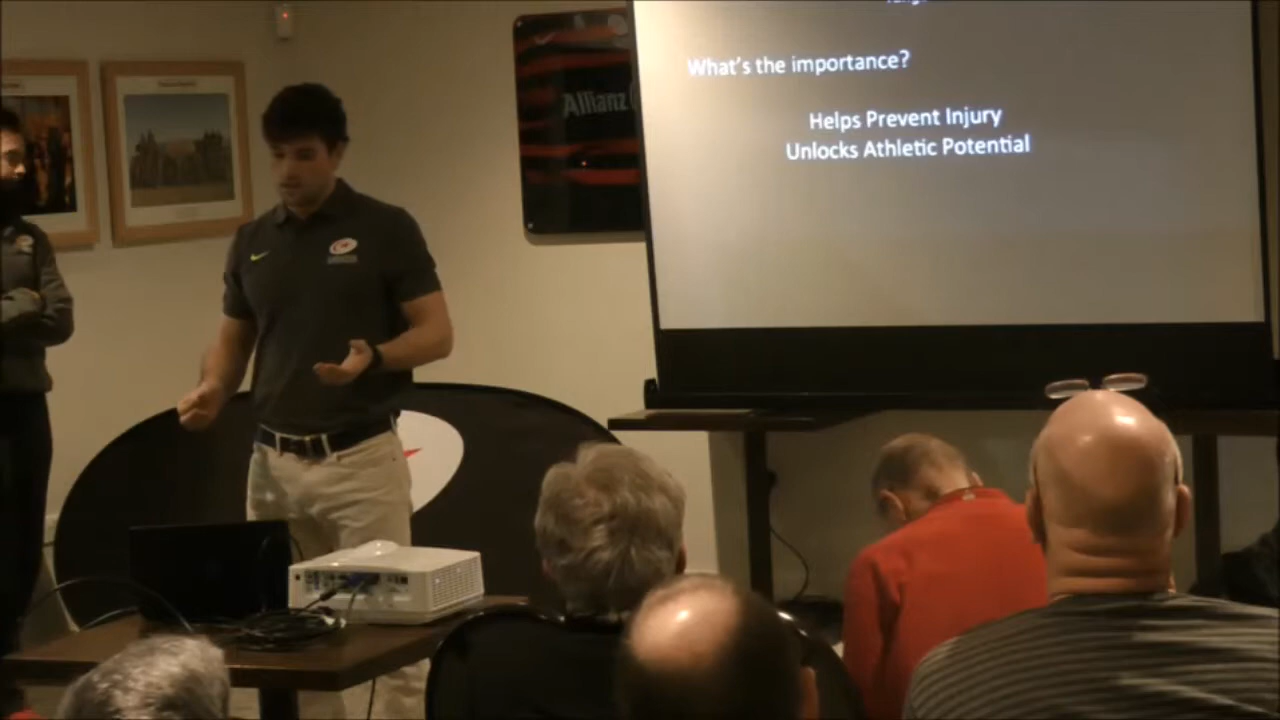 What's the importance?
Helps Prevent Injury
Unlocks Athletic Potential
Allianz